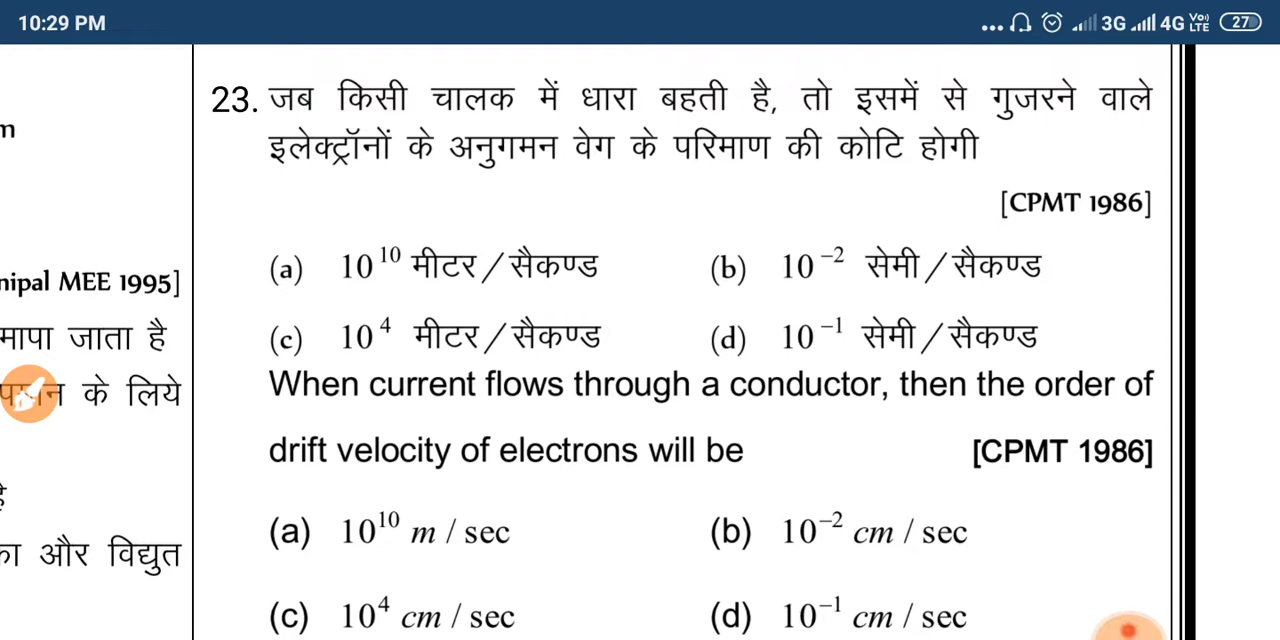 10:29 PM ... 3G 4G Vo) LTE 27
m
nipal MEE 1995]
मापा जाता है
के लिये
है
का और विद्युत
23. जब किसी चालक में धारा बहती है, तो इसमें से गुजरने वाले
इलेक्ट्रॉनों के अनुगमन वेग के परिमाण की कोटि होगी
[CPMT 1986]
(a) 10¹⁰ मीटर/सैकण्ड (b) 10⁻² सेमी/सैकण्ड
(c) 10⁴ मीटर/सैकण्ड (d) 10⁻¹ सेमी/सैकण्ड
When current flows through a conductor, then the order of
drift velocity of electrons will be [CPMT 1986]
(a) 10¹⁰ m / sec (b) 10⁻² cm / sec
(c) 10⁴ cm / sec (d) 10⁻¹ cm / sec